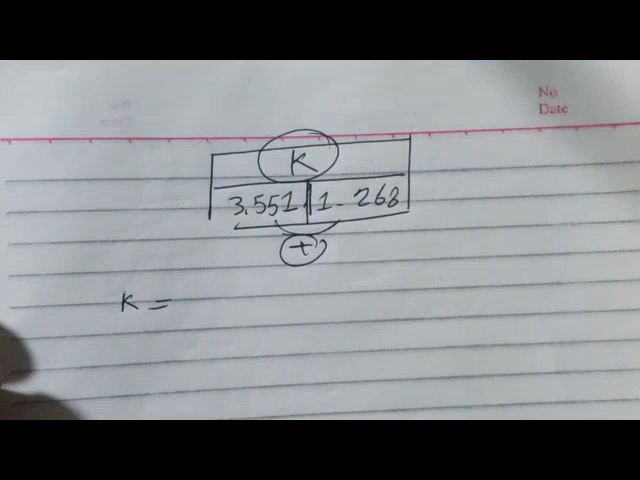 No
Date
K
3.551 1.268
+
K =